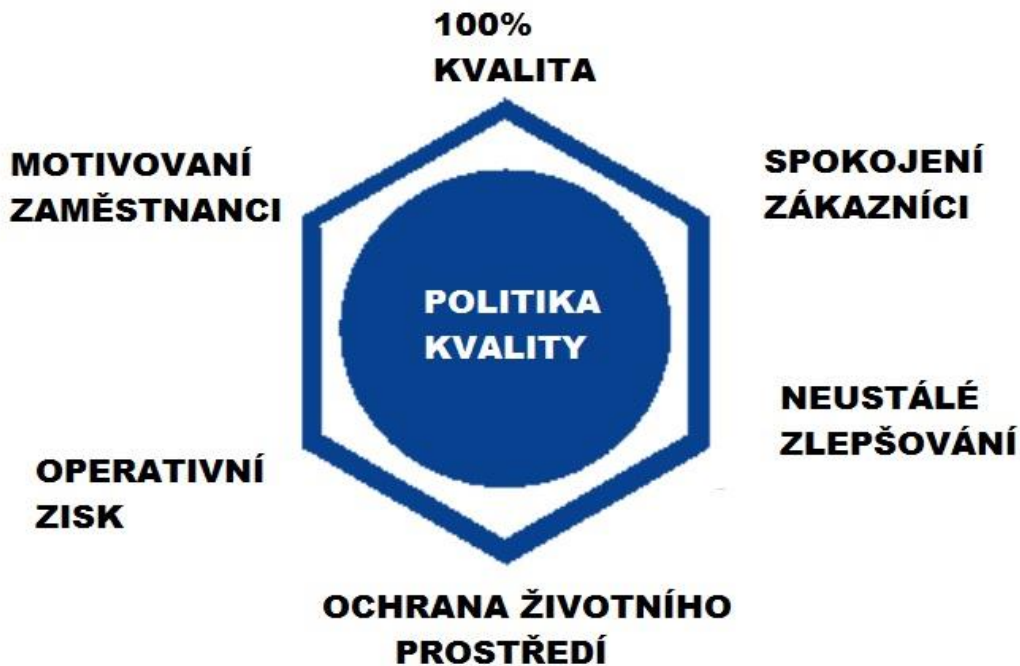 100%
KVALITA
MOTIVOVANÍ
ZAMĚSTNANCI
SPOKOJENÍ
ZÁKAZNÍCI
POLITIKA
KVALITY
NEUSTÁLÉ
ZLEPŠOVÁNÍ
OPERATIVNÍ
ZISK
OCHRANA ŽIVOTNÍHO
PROSTŘEDÍ